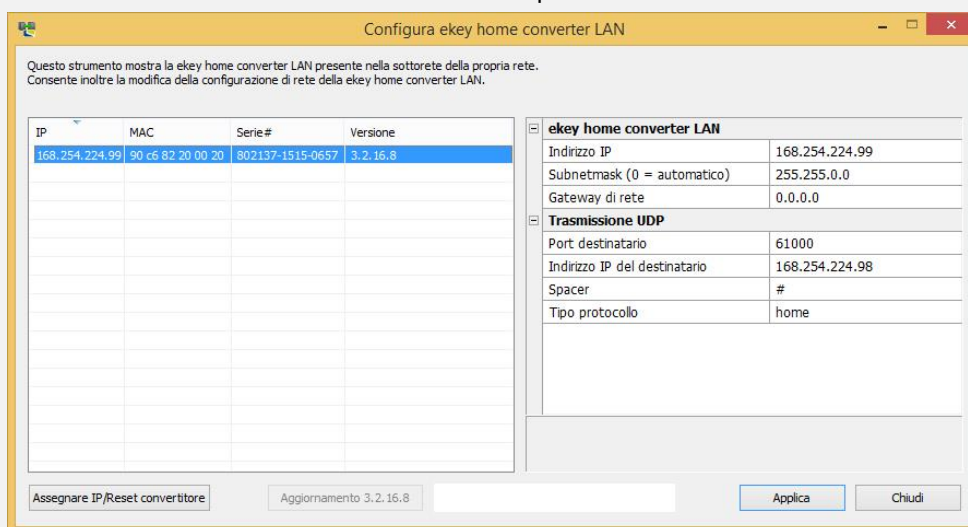 Configura ekey home converter LAN
Questo strumento mostra la ekey home converter LAN presente nella sottorete della propria rete.
Consente inoltre la modifica della configurazione di rete della ekey home converter LAN.
IP MAC Serie# Versione
168.254.224.99 90 c6 82 20 00 20 802137-1515-0657 3.2.16.8
ekey home converter LAN
Indirizzo IP 168.254.224.99
Subnetmask (0 = automatico) 255.255.0.0
Gateway di rete 0.0.0.0
Trasmissione UDP
Port destinatario 61000
Indirizzo IP del destinatario 168.254.224.98
Spacer #
Tipo protocollo home
Assegnare IP/Reset convertitore Aggiornamento 3.2.16.8 Applica Chiudi